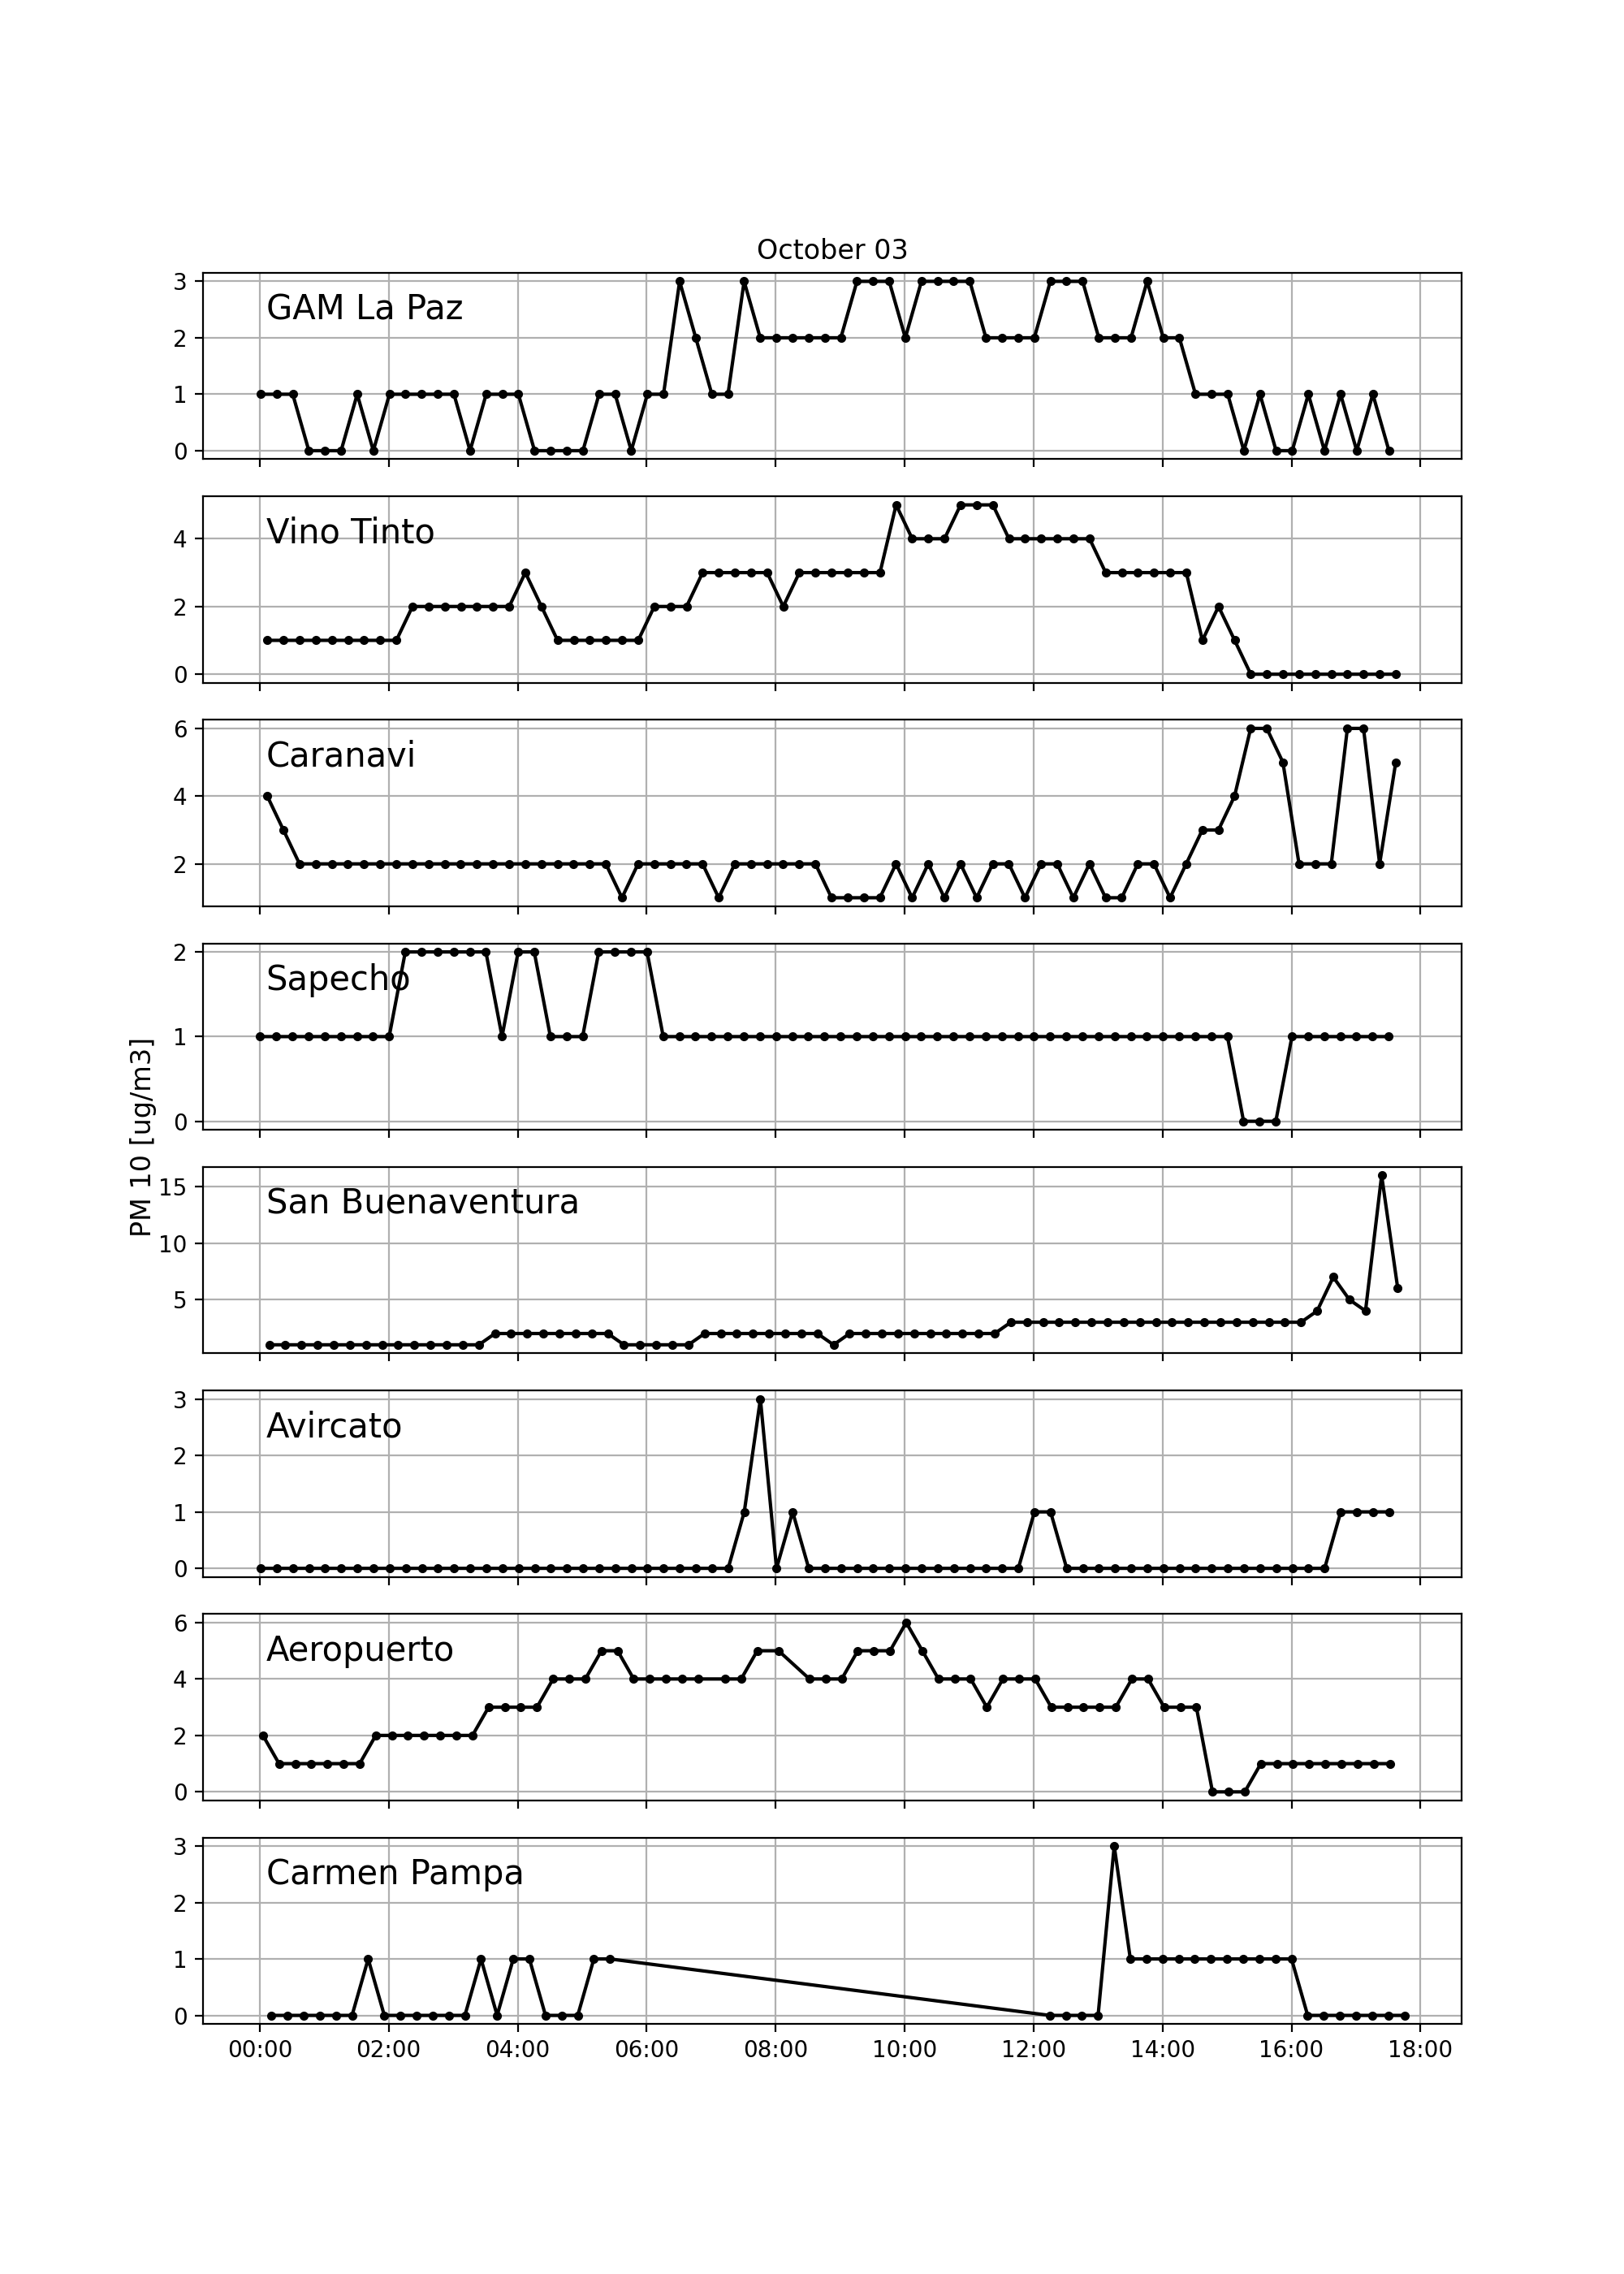 October 03
PM 10 [ug/m3]
3
GAM La Paz
2
1
0
Vino Tinto
4
2
0
6
Caranavi
4
2
2
Sapecho
1
0
15
San Buenaventura
10
5
3
Avircato
2
1
0
6
Aeropuerto
4
2
0
3
Carmen Pampa
2
1
0
00:00 02:00 04:00 06:00 08:00 10:00 12:00 14:00 16:00 18:00